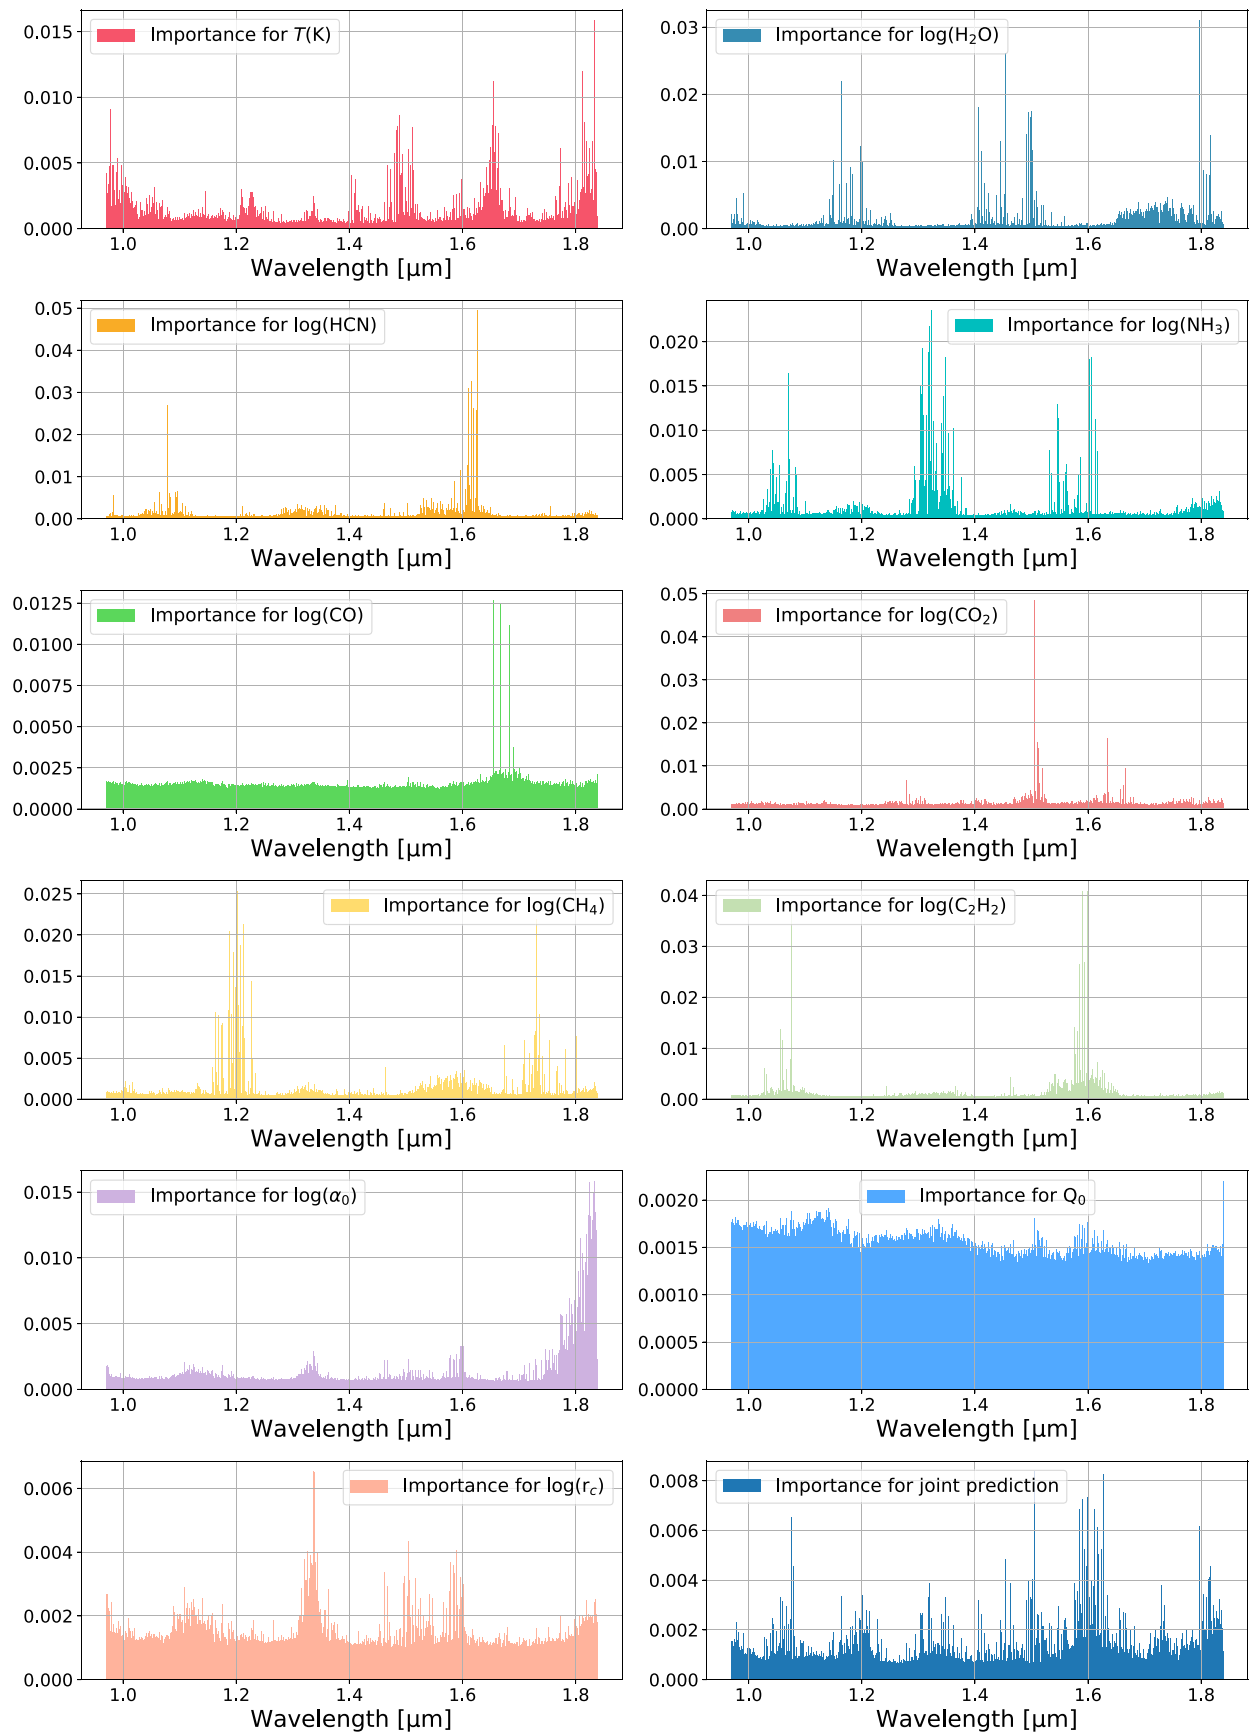 Importance for T(K)
0.015
0.010
0.005
0.000
1.0 1.2 1.4 1.6 1.8
Wavelength [μm]
Importance for log(H₂O)
0.03
0.02
0.01
0.00
1.0 1.2 1.4 1.6 1.8
Wavelength [μm]
Importance for log(HCN)
0.05
0.04
0.03
0.02
0.01
0.00
1.0 1.2 1.4 1.6 1.8
Wavelength [μm]
Importance for log(NH₃)
0.020
0.015
0.010
0.005
0.000
1.0 1.2 1.4 1.6 1.8
Wavelength [μm]
Importance for log(CO)
0.0125
0.0100
0.0075
0.0050
0.0025
0.0000
1.0 1.2 1.4 1.6 1.8
Wavelength [μm]
Importance for log(CO₂)
0.05
0.04
0.03
0.02
0.01
0.00
1.0 1.2 1.4 1.6 1.8
Wavelength [μm]
Importance for log(CH₄)
0.025
0.020
0.015
0.010
0.005
0.000
1.0 1.2 1.4 1.6 1.8
Wavelength [μm]
Importance for log(C₂H₂)
0.04
0.03
0.02
0.01
0.00
1.0 1.2 1.4 1.6 1.8
Wavelength [μm]
Importance for log(α₀)
0.015
0.010
0.005
0.000
1.0 1.2 1.4 1.6 1.8
Wavelength [μm]
Importance for Q₀
0.0020
0.0015
0.0010
0.0005
0.0000
1.0 1.2 1.4 1.6 1.8
Wavelength [μm]
Importance for log(r_c)
0.006
0.004
0.002
0.000
1.0 1.2 1.4 1.6 1.8
Wavelength [μm]
Importance for joint prediction
0.008
0.006
0.004
0.002
0.000
1.0 1.2 1.4 1.6 1.8
Wavelength [μm]